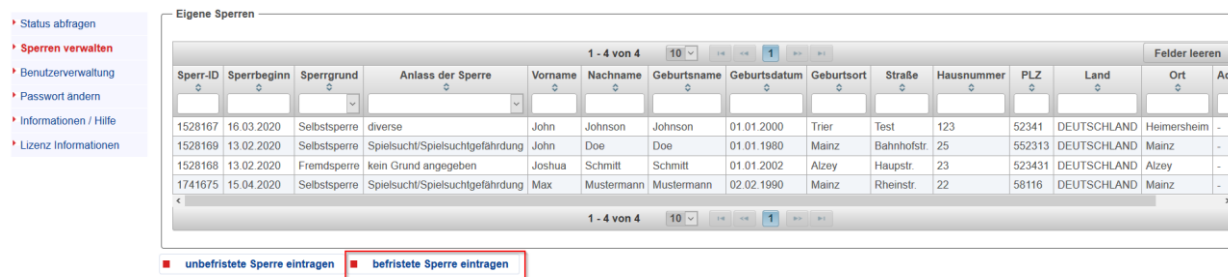 Eigene Sperren
Status abfragen
Sperren verwalten
Benutzerverwaltung
Passwort ändern
Informationen / Hilfe
Lizenz Informationen
1 - 4 von 4 10 1 Felder leeren
Sperr-ID Sperrbeginn Sperrgrund Anlass der Sperre Vorname Nachname Geburtsname Geburtsdatum Geburtsort Straße Hausnummer PLZ Land Ort
1528167 16.03.2020 Selbstsperre diverse John Johnson Johnson 01.01.2000 Trier Test 123 52341 DEUTSCHLAND Heimersheim -
1528169 13.02.2020 Selbstsperre Spielsucht/Spielsuchtgefährdung John Doe Doe 01.01.1980 Mainz Bahnhofstr. 25 552313 DEUTSCHLAND Mainz -
1528168 13.02.2020 Fremdsperre kein Grund angegeben Joshua Schmitt Schmitt 01.01.2002 Alzey Haupstr. 23 523431 DEUTSCHLAND Alzey -
1741675 15.04.2020 Selbstsperre Spielsucht/Spielsuchtgefährdung Max Mustermann Mustermann 02.02.1990 Mainz Rheinstr. 22 58116 DEUTSCHLAND Mainz -
1 - 4 von 4 10 1
unbefristete Sperre eintragen befristete Sperre eintragen